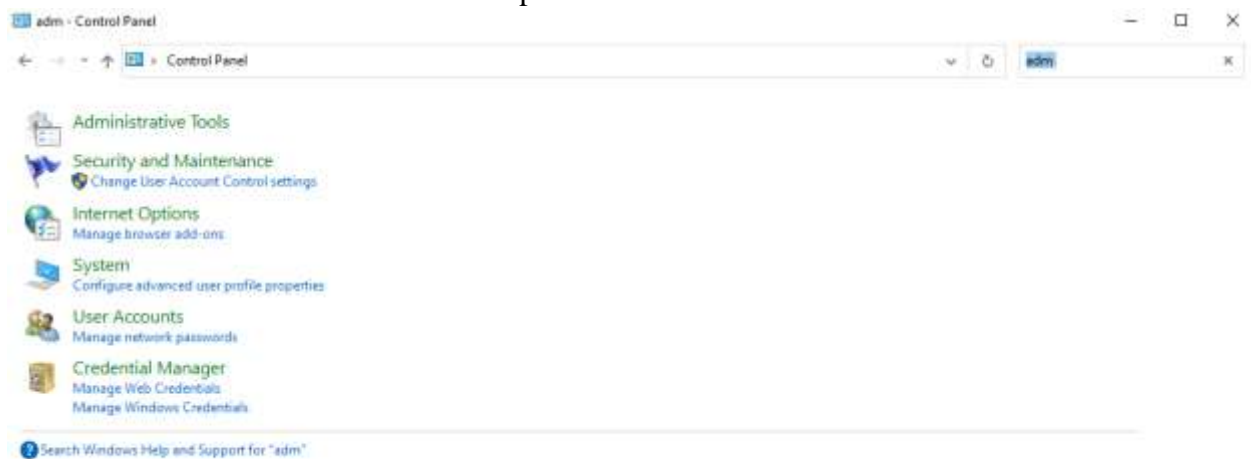 adm - Control Panel
Control Panel
adm
Administrative Tools
Security and Maintenance
Change User Account Control settings
Internet Options
Manage browser add-ons
System
Configure advanced user profile properties
User Accounts
Manage network passwords
Credential Manager
Manage Web Credentials
Manage Windows Credentials
Search Windows Help and Support for "adm"